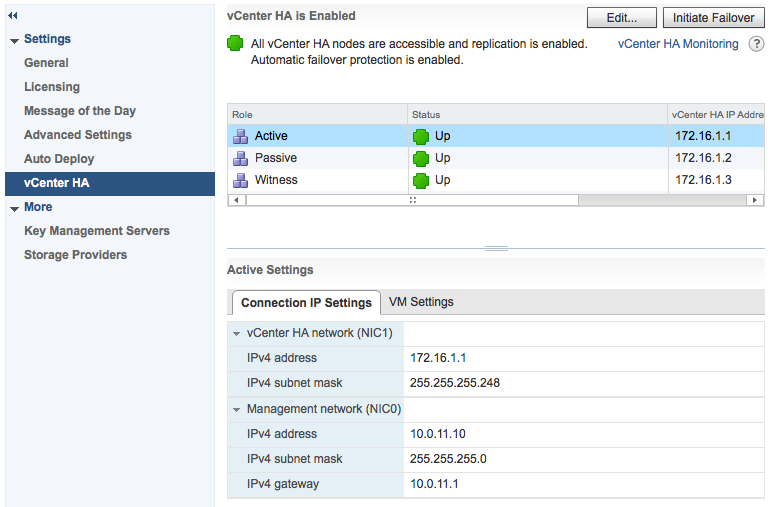 Settings
General
Licensing
Message of the Day
Advanced Settings
Auto Deploy
vCenter HA
More
Key Management Servers
Storage Providers
vCenter HA is Enabled
Edit...
Initiate Failover
All vCenter HA nodes are accessible and replication is enabled.
Automatic failover protection is enabled.
vCenter HA Monitoring ?
Role Status vCenter HA IP Addre
Active Up 172.16.1.1
Passive Up 172.16.1.2
Witness Up 172.16.1.3
Active Settings
Connection IP Settings VM Settings
vCenter HA network (NIC1)
IPv4 address 172.16.1.1
IPv4 subnet mask 255.255.255.248
Management network (NIC0)
IPv4 address 10.0.11.10
IPv4 subnet mask 255.255.255.0
IPv4 gateway 10.0.11.1